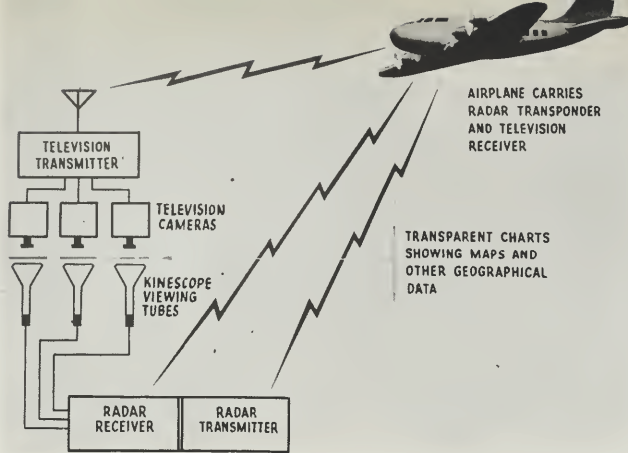 AIRPLANE CARRIES
RADAR TRANSPONDER
AND TELEVISION
RECEIVER
TELEVISION
TRANSMITTER
TELEVISION
CAMERAS
TRANSPARENT CHARTS
SHOWING MAPS AND
OTHER GEOGRAPHICAL
DATA
KINESCOPE
VIEWING
TUBES
RADAR
RECEIVER
RADAR
TRANSMITTER